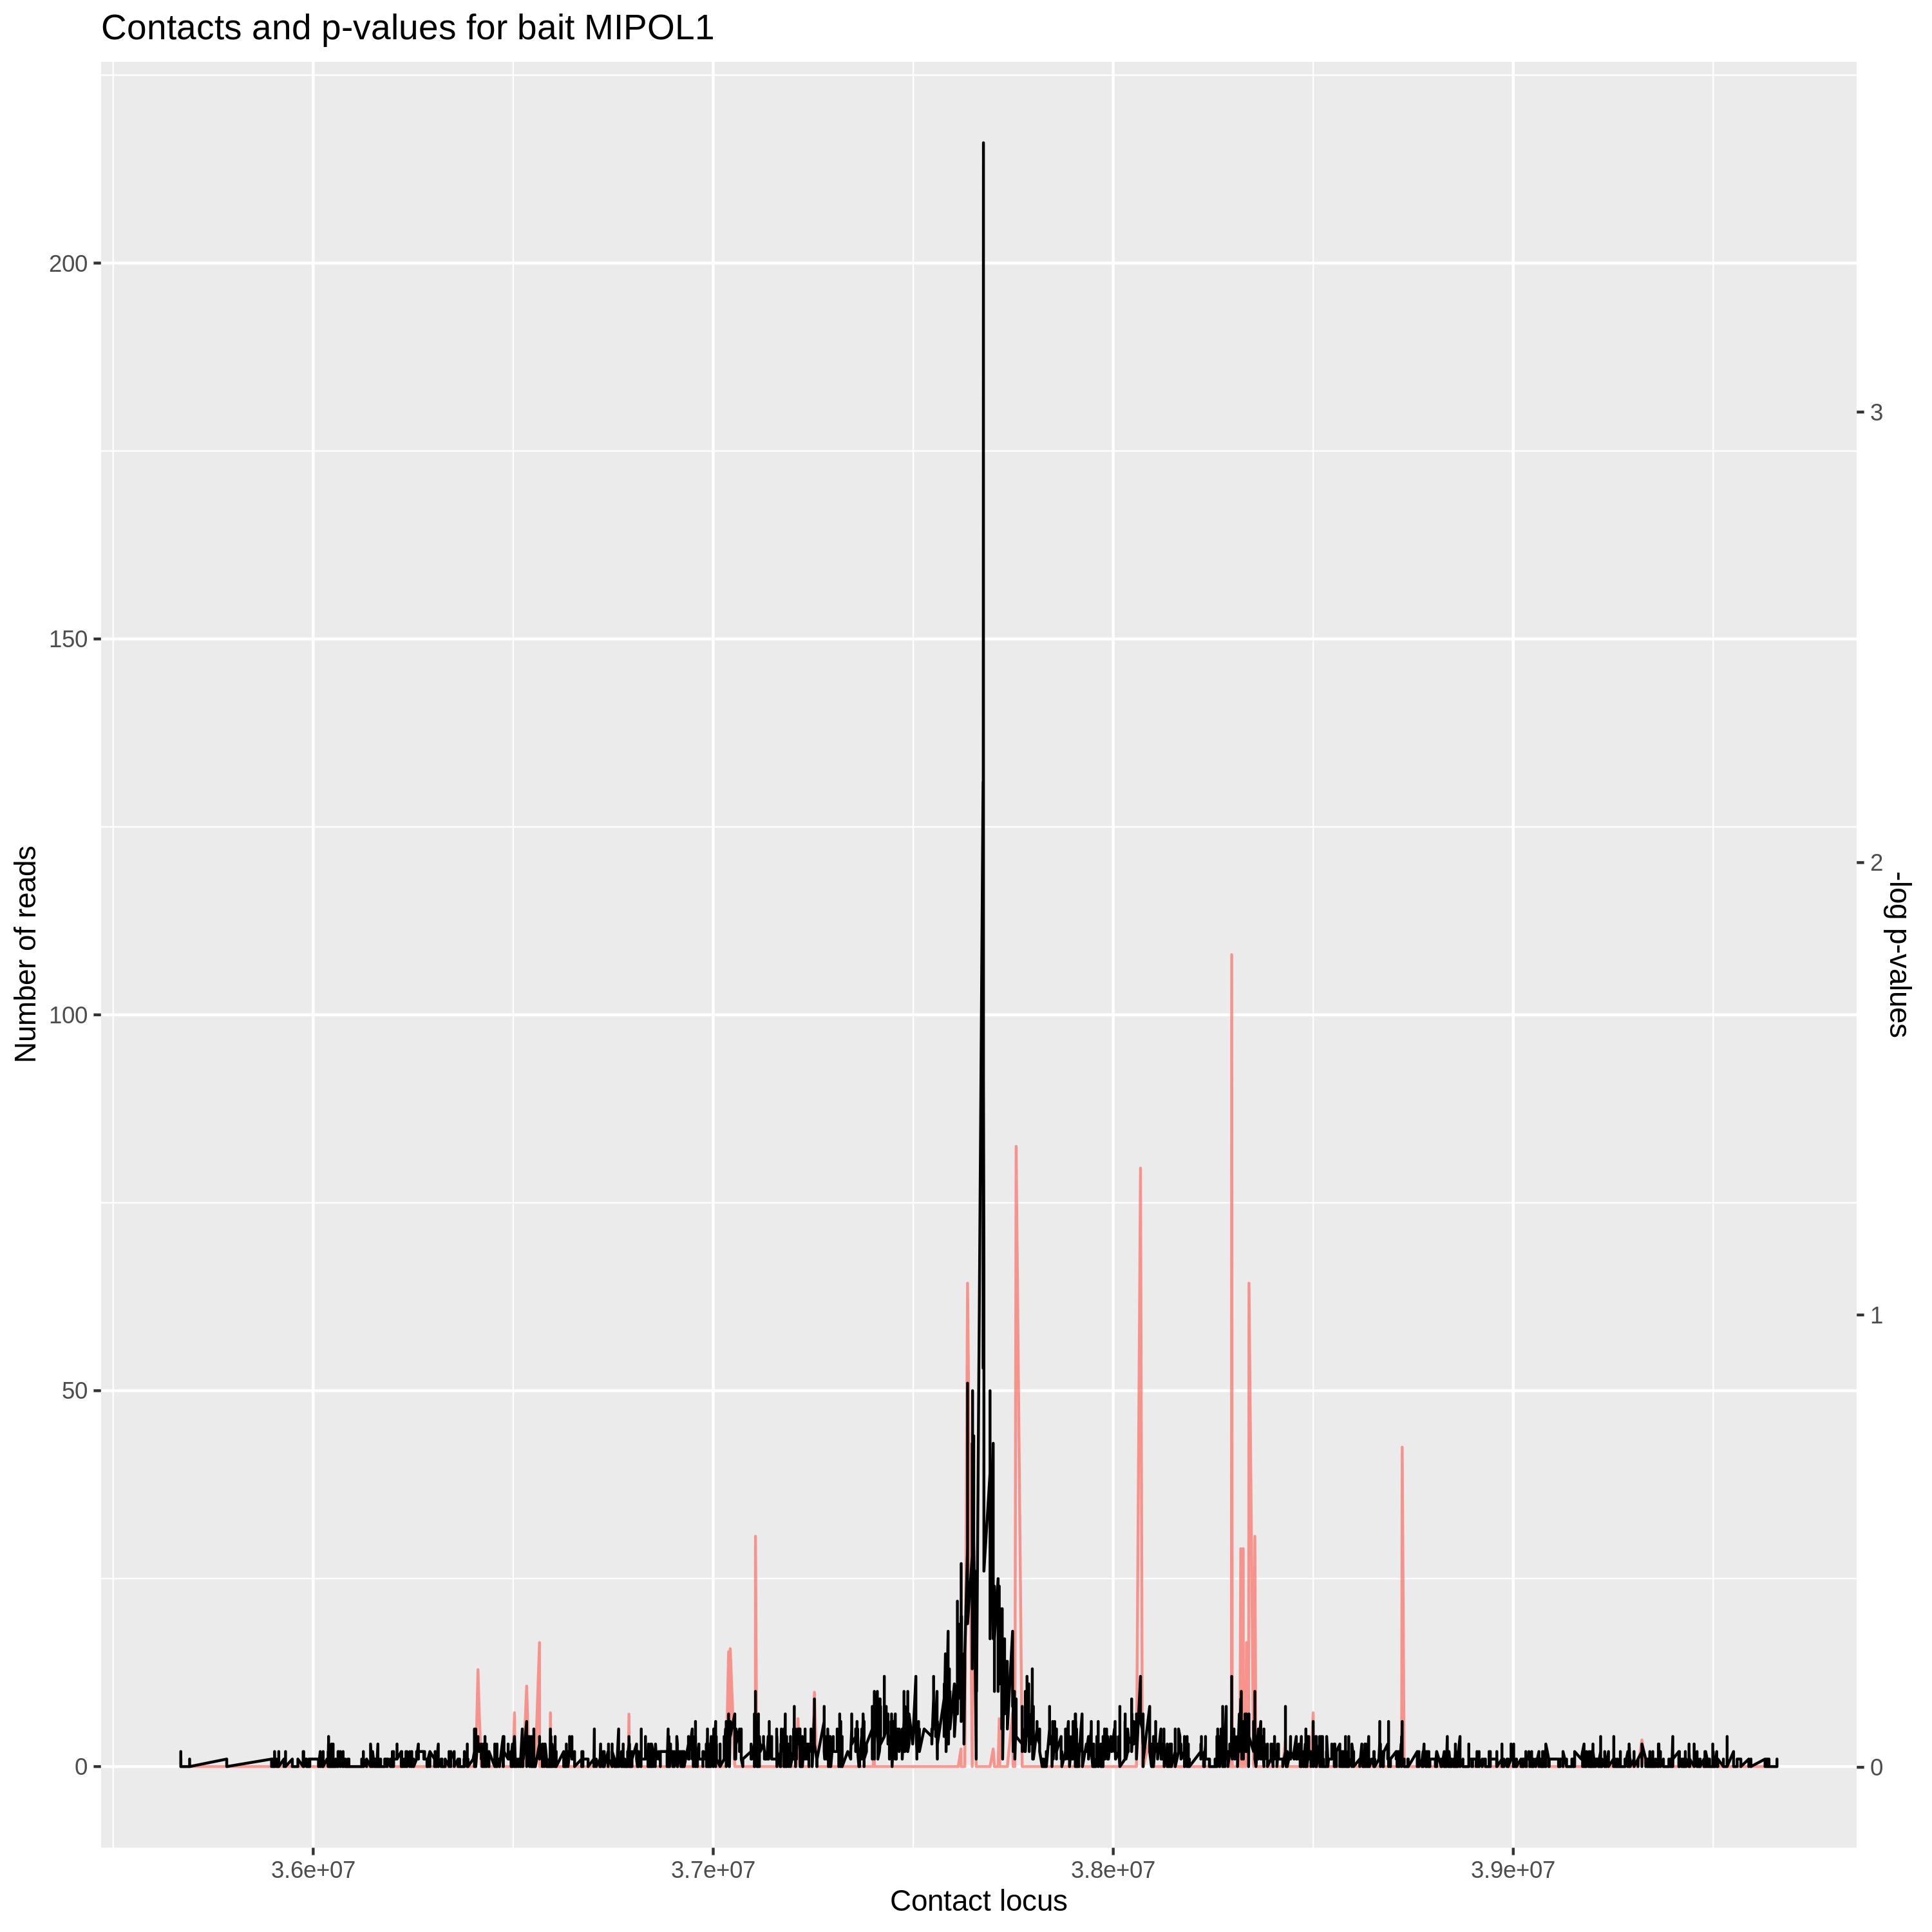 Contacts and p-values for bait MIPOL1
200
150
100
50
0
Number of reads
3
2
1
0
-log p-values
3.6e+07 3.7e+07 3.8e+07 3.9e+07
Contact locus